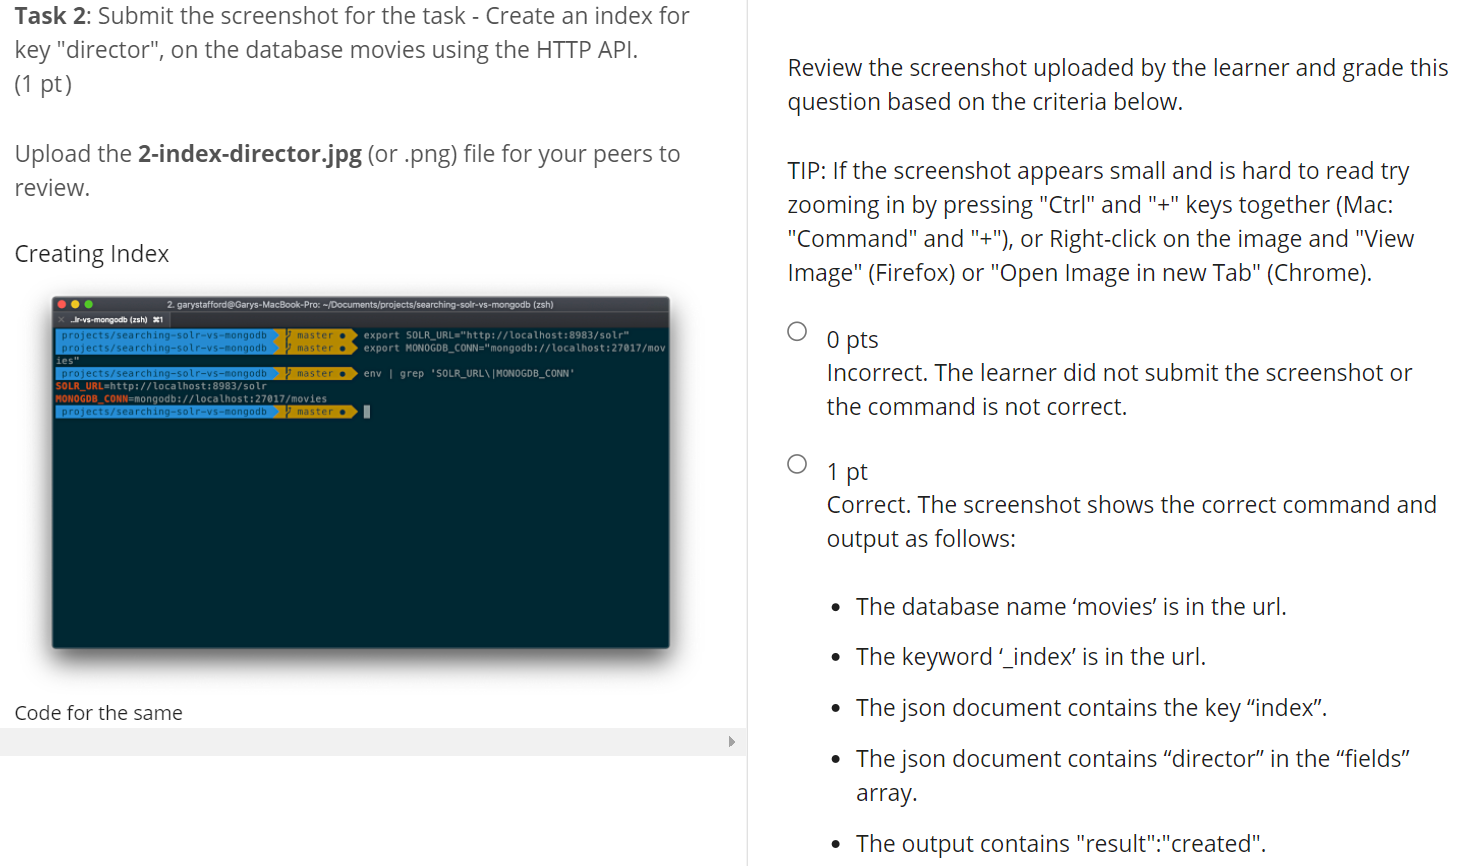 Task 2: Submit the screenshot for the task - Create an index for
key "director", on the database movies using the HTTP API.
(1 pt)
Upload the 2-index-director.jpg (or .png) file for your peers to
review.
Creating Index
2. garystafford@Garys-MacBook-Pro: ~/Documents/projects/searching-solr-vs-mongodb (zsh)
× ..lr-vs-mongodb (zsh) ⌘1
projects/searching-solr-vs-mongodb master ● export SOLR_URL="http://localhost:8983/solr"
projects/searching-solr-vs-mongodb master ● export MONOGDB_CONN="mongodb://localhost:27017/mov
ies"
projects/searching-solr-vs-mongodb master ● env | grep 'SOLR_URL\|MONOGDB_CONN'
SOLR_URL=http://localhost:8983/solr
MONOGDB_CONN=mongodb://localhost:27017/movies
projects/searching-solr-vs-mongodb master ●
Code for the same
Review the screenshot uploaded by the learner and grade this
question based on the criteria below.
TIP: If the screenshot appears small and is hard to read try
zooming in by pressing "Ctrl" and "+" keys together (Mac:
"Command" and "+"), or Right-click on the image and "View
Image" (Firefox) or "Open Image in new Tab" (Chrome).
0 pts
Incorrect. The learner did not submit the screenshot or
the command is not correct.
1 pt
Correct. The screenshot shows the correct command and
output as follows:
• The database name ‘movies’ is in the url.
• The keyword ‘_index’ is in the url.
• The json document contains the key “index”.
• The json document contains “director” in the “fields”
array.
• The output contains "result":"created".